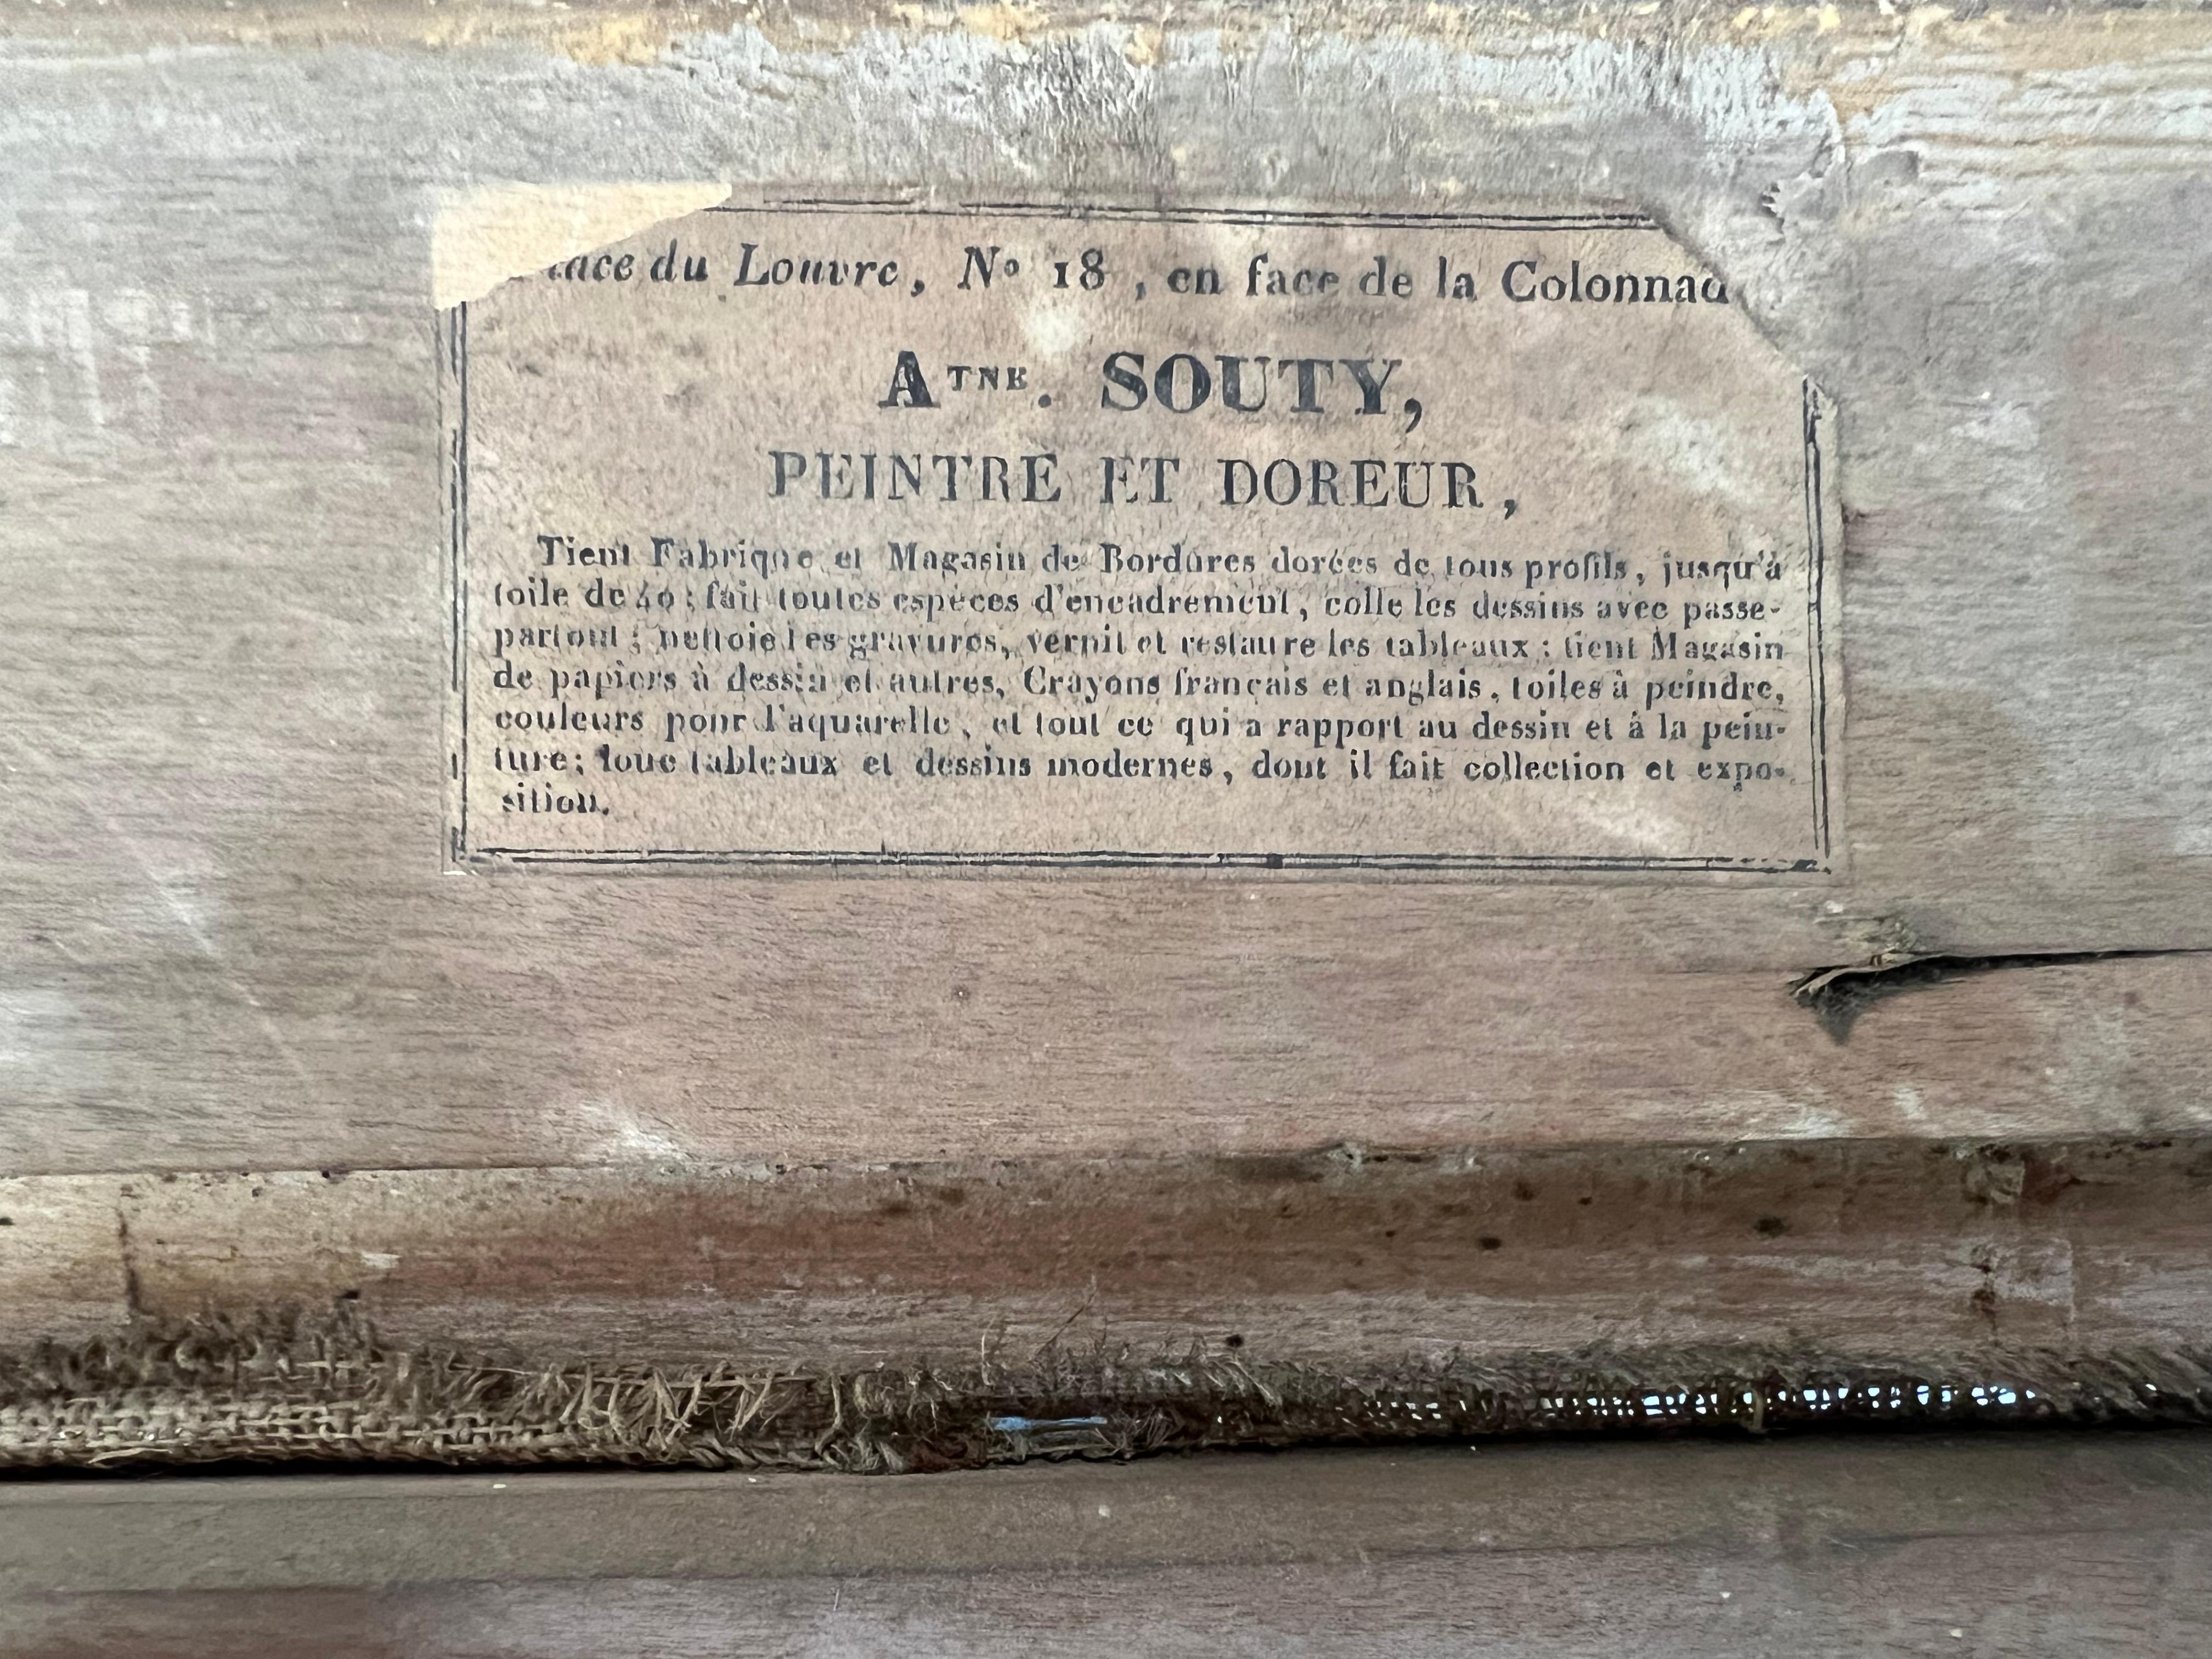 lace du Louvre, No 18, en face de la Colonnad
ATNE. SOUTY,
PEINTRE ET DOREUR,
Tient Fabrique et Magasin de Bordures dorées de tous profils, jusqu'à
toile de 40; fait toutes espèces d'encadrement, colle les dessins avec passe-
partout; nettoie les gravures, vernit et restaure les tableaux; tient Magasin
de papiers à dessin et autres, Crayons français et anglais, toiles à peindre,
couleurs pour l'aquarelle, et tout ce qui a rapport au dessin et à la pein-
ture; loue tableaux et dessins modernes, dont il fait collection et expo-
sition.